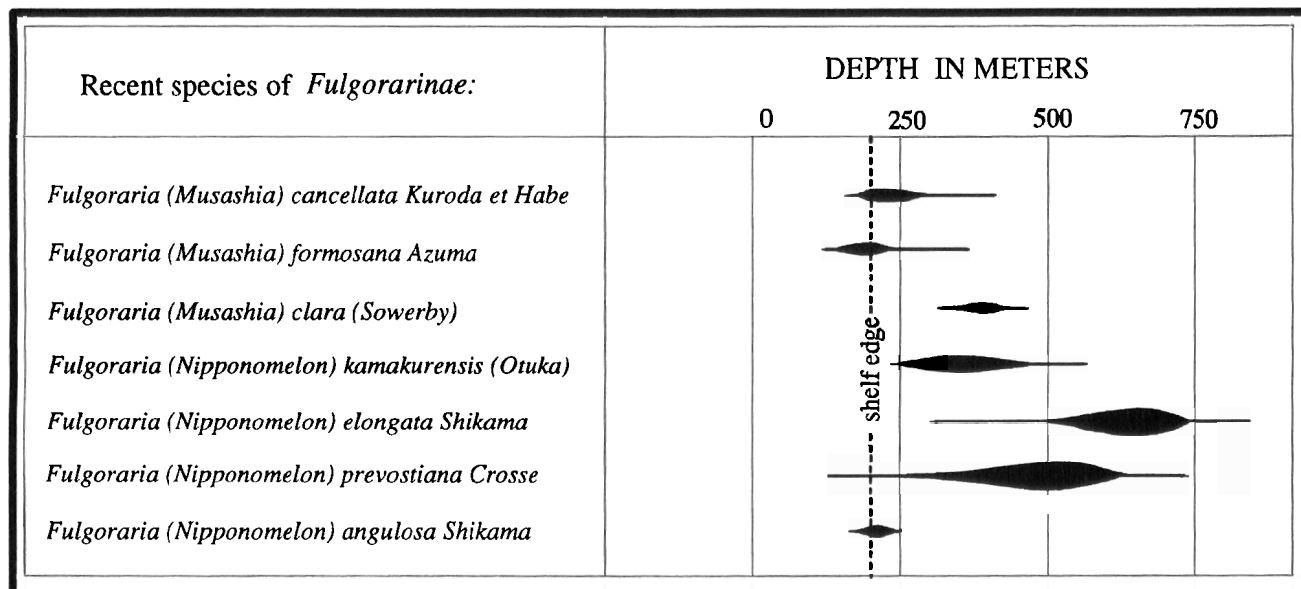 Recent species of Fulgorarinae:
DEPTH IN METERS
0 250 500 750
Fulgoraria (Musashia) cancellata Kuroda et Habe
Fulgoraria (Musashia) formosana Azuma
Fulgoraria (Musashia) clara (Sowerby)
Fulgoraria (Nipponomelon) kamakurensis (Otuka)
Fulgoraria (Nipponomelon) elongata Shikama
Fulgoraria (Nipponomelon) prevostiana Crosse
Fulgoraria (Nipponomelon) angulosa Shikama
shelf edge